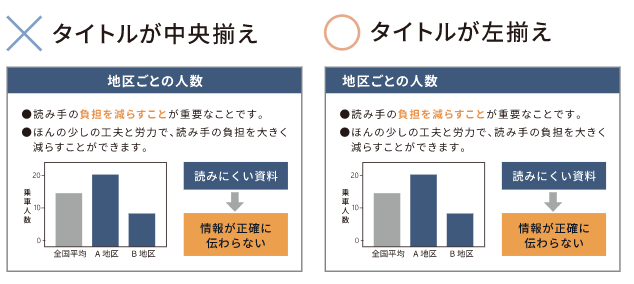 タイトルが中央揃え
地区ごとの人数
●読み手の負担を減らすことが重要なことです。
●ほんの少しの工夫と労力で、読み手の負担を大きく
減らすことができます。
乗車人数
20
10
0
全国平均 A 地区 B 地区
読みにくい資料
情報が正確に
伝わらない
タイトルが左揃え
地区ごとの人数
●読み手の負担を減らすことが重要なことです。
●ほんの少しの工夫と労力で、読み手の負担を大きく
減らすことができます。
乗車人数
20
10
0
全国平均 A 地区 B 地区
読みにくい資料
情報が正確に
伝わらない